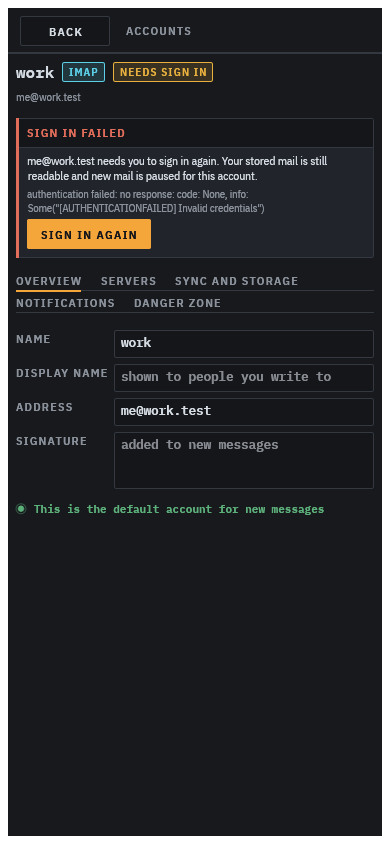 BACK ACCOUNTS
work IMAP NEEDS SIGN IN
me@work.test
SIGN IN FAILED
me@work.test needs you to sign in again. Your stored mail is still
readable and new mail is paused for this account.
authentication failed: no response: code: None, info:
Some("[AUTHENTICATIONFAILED] Invalid credentials")
SIGN IN AGAIN
OVERVIEW SERVERS SYNC AND STORAGE
NOTIFICATIONS DANGER ZONE
NAME work
DISPLAY NAME shown to people you write to
ADDRESS me@work.test
SIGNATURE added to new messages
This is the default account for new messages